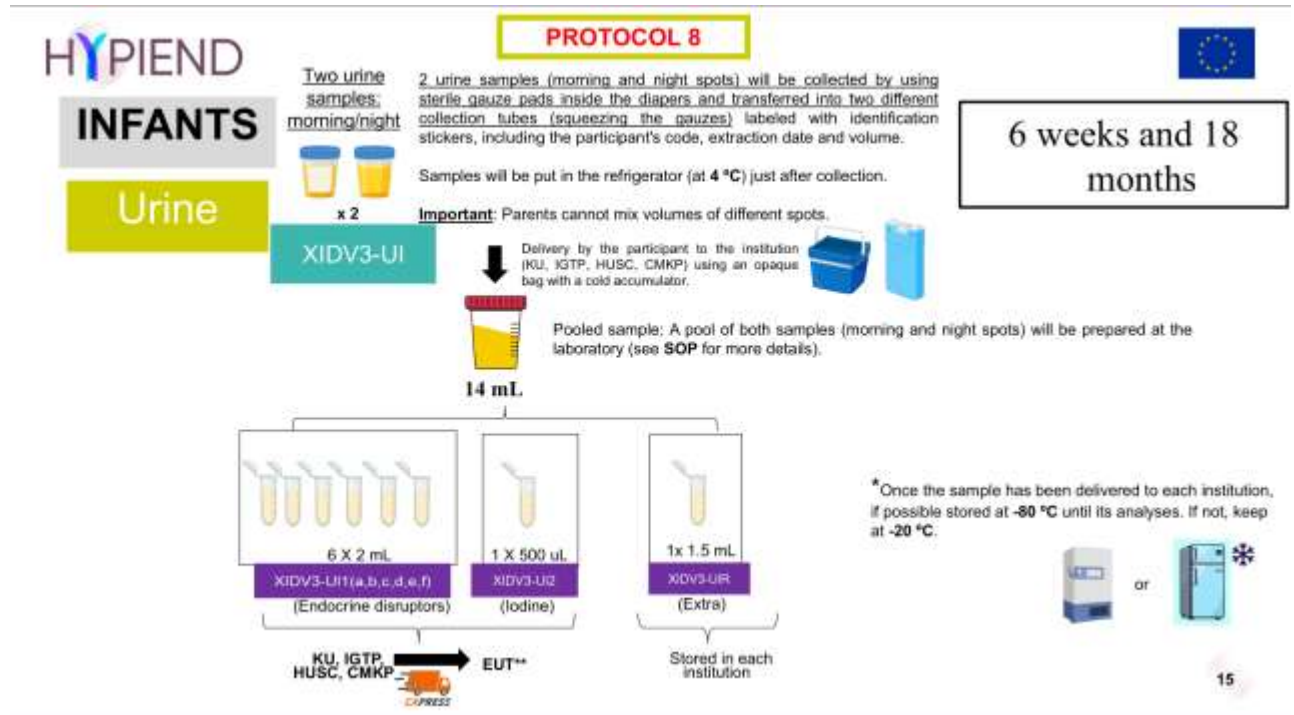 HYPIEND
PROTOCOL 8
INFANTS
Urine
Two urine
samples:
morning/night
x 2
XIDV3-UI
2 urine samples (morning and night spots) will be collected by using
sterile gauze pads inside the diapers and transferred into two different
collection tubes (squeezing the gauzes) labeled with identification
stickers, including the participant's code, extraction date and volume.
Samples will be put in the refrigerator (at 4 ºC) just after collection.
Important: Parents cannot mix volumes of different spots.
6 weeks and 18
months
Delivery by the participant to the institution
(KU, IGTP, HUSC, CMKP) using an opaque
bag with a cold accumulator.
Pooled sample: A pool of both samples (morning and night spots) will be prepared at the
laboratory (see SOP for more details).
14 mL
6 X 2 mL
XIDV3-UI1(a,b,c,d,e,f)
(Endocrine disruptors)
1 X 500 uL
XIDV3-UI2
(Iodine)
1x 1.5 mL
XIDV3-UIR
(Extra)
*Once the sample has been delivered to each institution,
if possible stored at -80 ºC until its analyses. If not, keep
at -20 ºC.
or
KU, IGTP,
HUSC, CMKP
EXPRESS
EUT**
Stored in each
institution
15